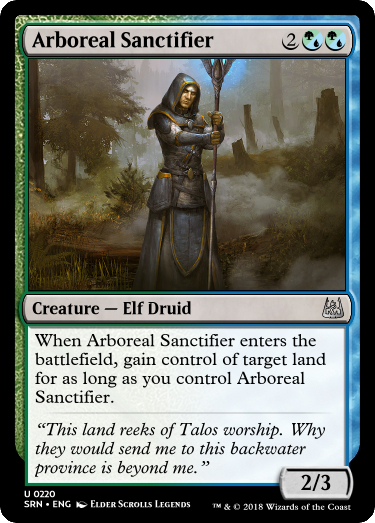 Arboreal Sanctifier 2
Creature — Elf Druid
When Arboreal Sanctifier enters the
battlefield, gain control of target land
for as long as you control Arboreal
Sanctifier.
“This land reeks of Talos worship. Why
they would send me to this backwater
province is beyond me.”
2/3
U 0220
SRN • ENG Elder Scrolls Legends
™ & © 2018 Wizards of the Coast